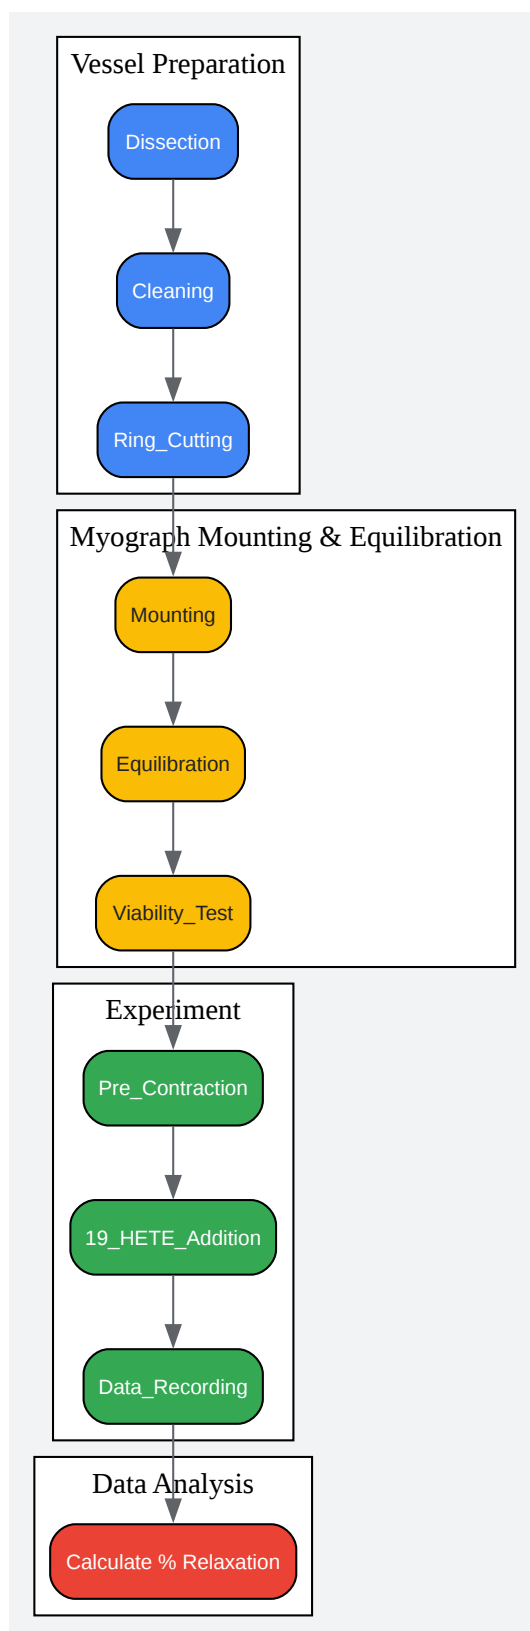 Vessel Preparation
Dissection
Cleaning
Ring_Cutting
Myograph Mounting & Equilibration
Mounting
Equilibration
Viability_Test
Experiment
Pre_Contraction
19_HETE_Addition
Data_Recording
Data Analysis
Calculate % Relaxation